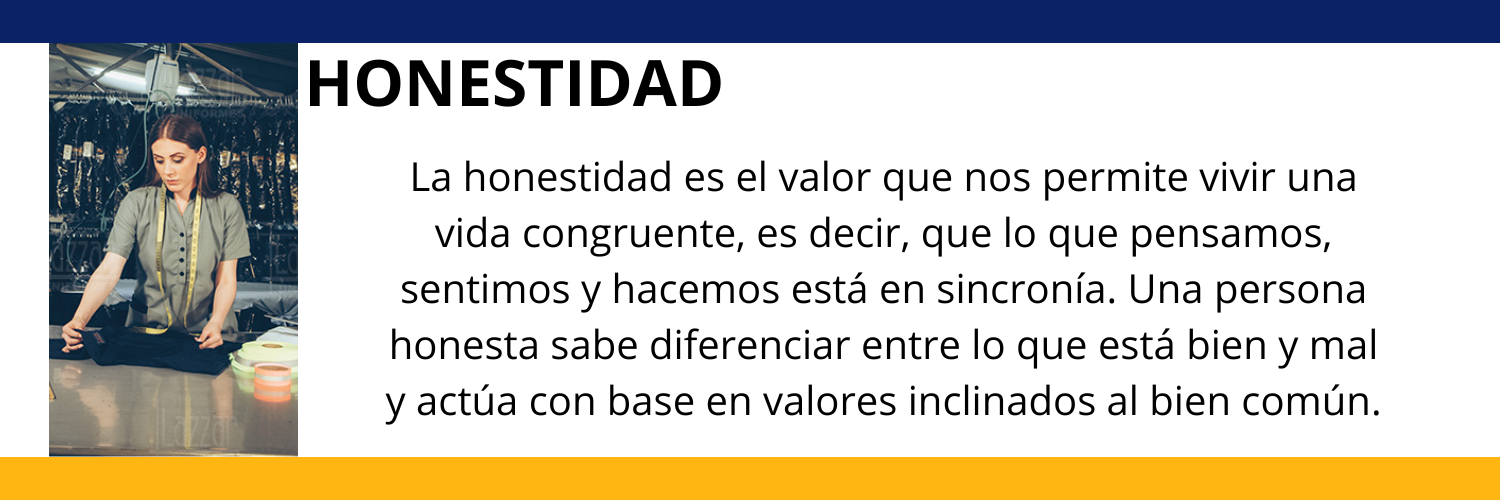 HONESTIDAD
La honestidad es el valor que nos permite vivir una
vida congruente, es decir, que lo que pensamos,
sentimos y hacemos está en sincronía. Una persona
honesta sabe diferenciar entre lo que está bien y mal
y actúa con base en valores inclinados al bien común.